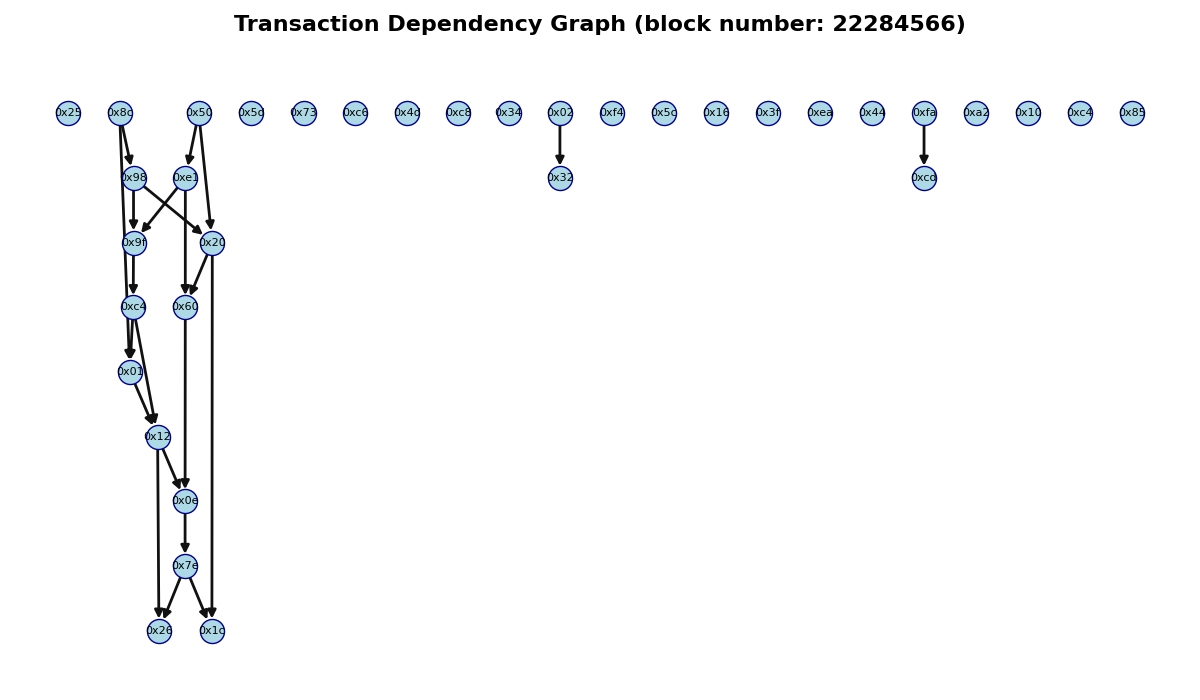 Transaction Dependency Graph (block number: 22284566)
0x25 0x8c 0x50 0x5d 0x73 0xc6 0x4d 0xc8 0x34 0x02 0xf4 0x5c 0x16 0x3f 0xea 0x44 0xfa 0xa2 0x10 0xc4 0x85
0x98 0xe1 0x32 0xcd
0x9f 0x20
0xc4 0x60
0x01
0x12
0x0e
0x7e
0x26 0x1c